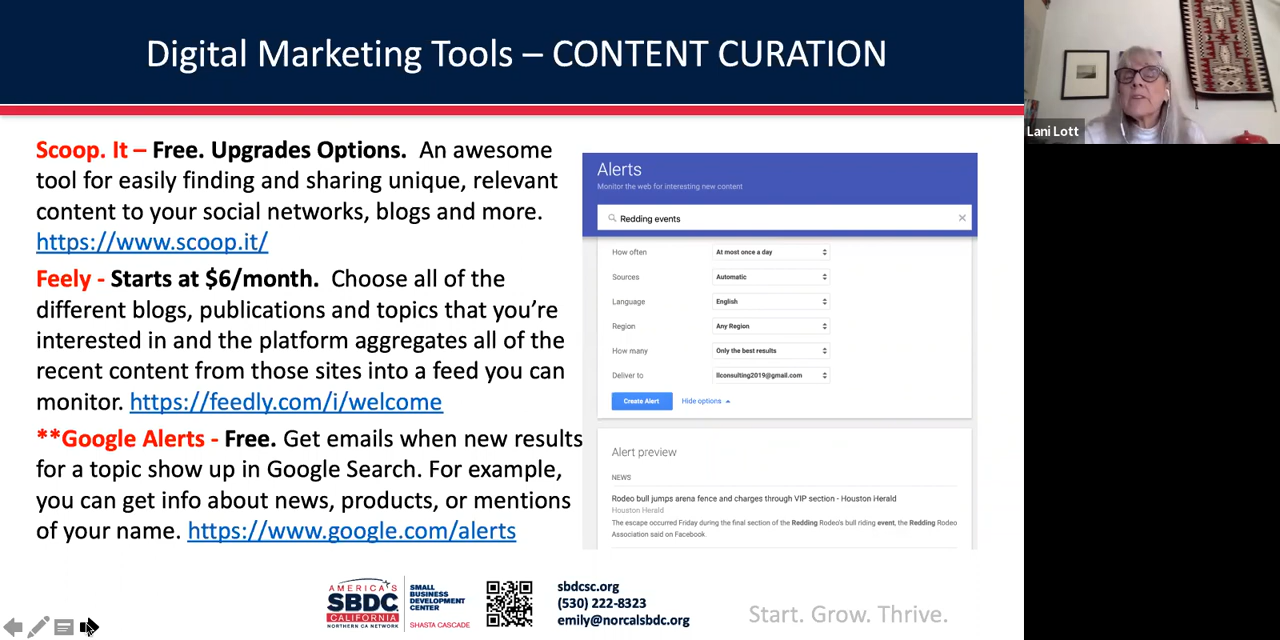 Digital Marketing Tools – CONTENT CURATION
Scoop. It – Free. Upgrades Options. An awesome
tool for easily finding and sharing unique, relevant
content to your social networks, blogs and more.
https://www.scoop.it/
Feely - Starts at $6/month. Choose all of the
different blogs, publications and topics that you’re
interested in and the platform aggregates all of the
recent content from those sites into a feed you can
monitor. https://feedly.com/i/welcome
**Google Alerts - Free. Get emails when new results
for a topic show up in Google Search. For example,
you can get info about news, products, or mentions
of your name. https://www.google.com/alerts
Alerts
Monitor the web for interesting new content
Redding events
How often At most once a day
Sources Automatic
Language English
Region Any Region
How many Only the best results
Deliver to llconsulting2019@gmail.com
Create Alert Hide options
Alert preview
NEWS
Rodeo bull jumps arena fence and charges through VIP section - Houston Herald
Houston Herald
The escape occurred Friday during the final section of the Redding Rodeo's bull riding event, the Redding Rodeo
Association said on Facebook.
AMERICA'S
SBDC
CALIFORNIA
NORTHERN CA NETWORK
SMALL
BUSINESS
DEVELOPMENT
CENTER
SHASTA CASCADE
sbdcsc.org
(530) 222-8323
emily@norcalsbdc.org
Start. Grow. Thrive.
Lani Lott